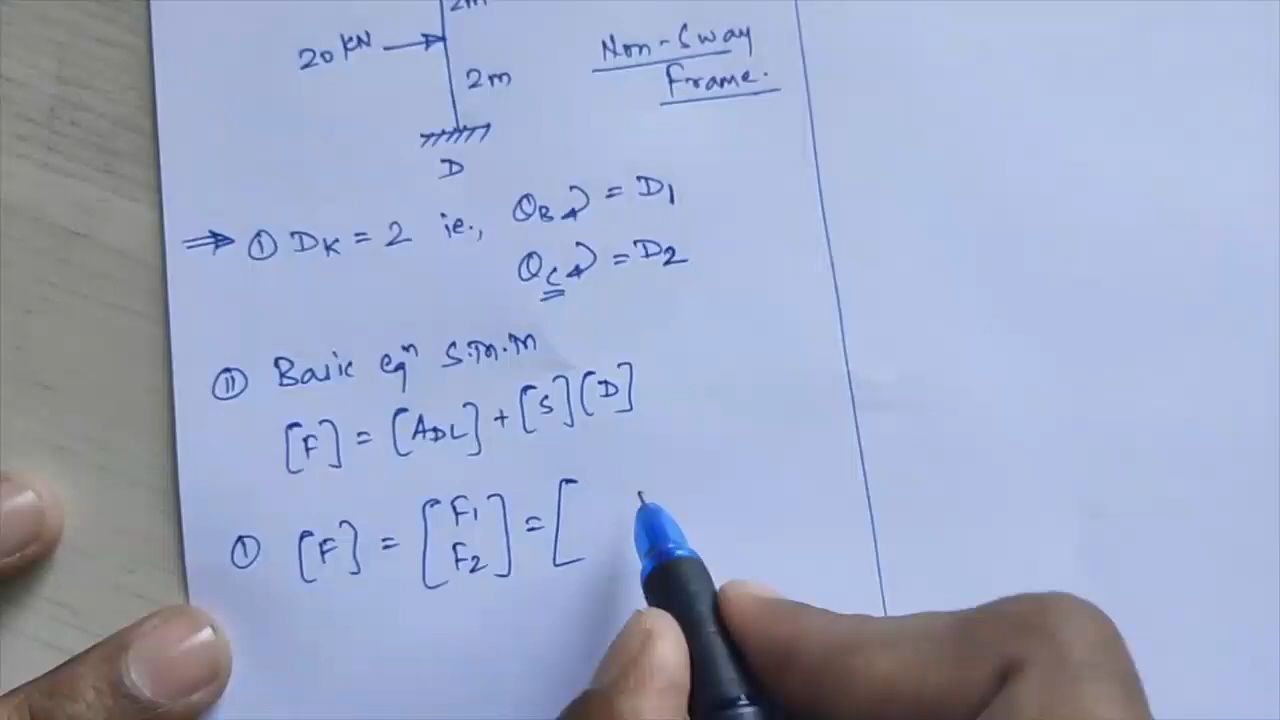 2m
20 KN
2m
D
Non-Sway
Frame.
⇒ ① DK = 2 ie., θB = D1
θC = D2
② Basic eqn S.M.M
[F] = [ADL] + [S][D]
① [F] = [F1 F2] = [